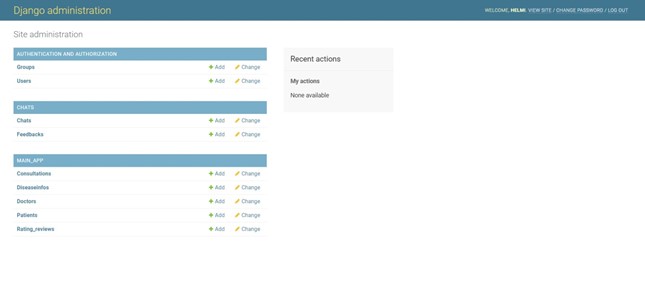 Django administration
WELCOME, HELMI. VIEW SITE / CHANGE PASSWORD / LOG OUT
Site administration
AUTHENTICATION AND AUTHORIZATION
Groups Add Change
Users Add Change
CHATS
Chats Add Change
Feedbacks Add Change
MAIN_APP
Consultations Add Change
Diseaseinfos Add Change
Doctors Add Change
Patients Add Change
Rating_reviews Add Change
Recent actions
My actions
None available